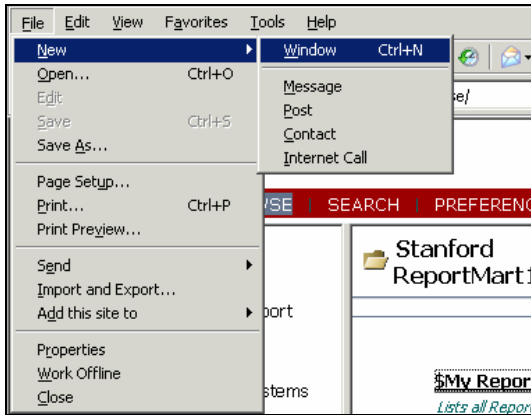 File Edit View Favorites Tools Help
New
Window Ctrl+N
Open... Ctrl+O
Edit
Message
Save Ctrl+S
Post
Save As...
Contact
Internet Call
Page Setup...
Print... Ctrl+P
SEARCH
Print Preview...
Stanford
ReportMart1
Send
Import and Export...
Add this site to
Properties
Work Offline
$My Repor
Close
Lists all Repor